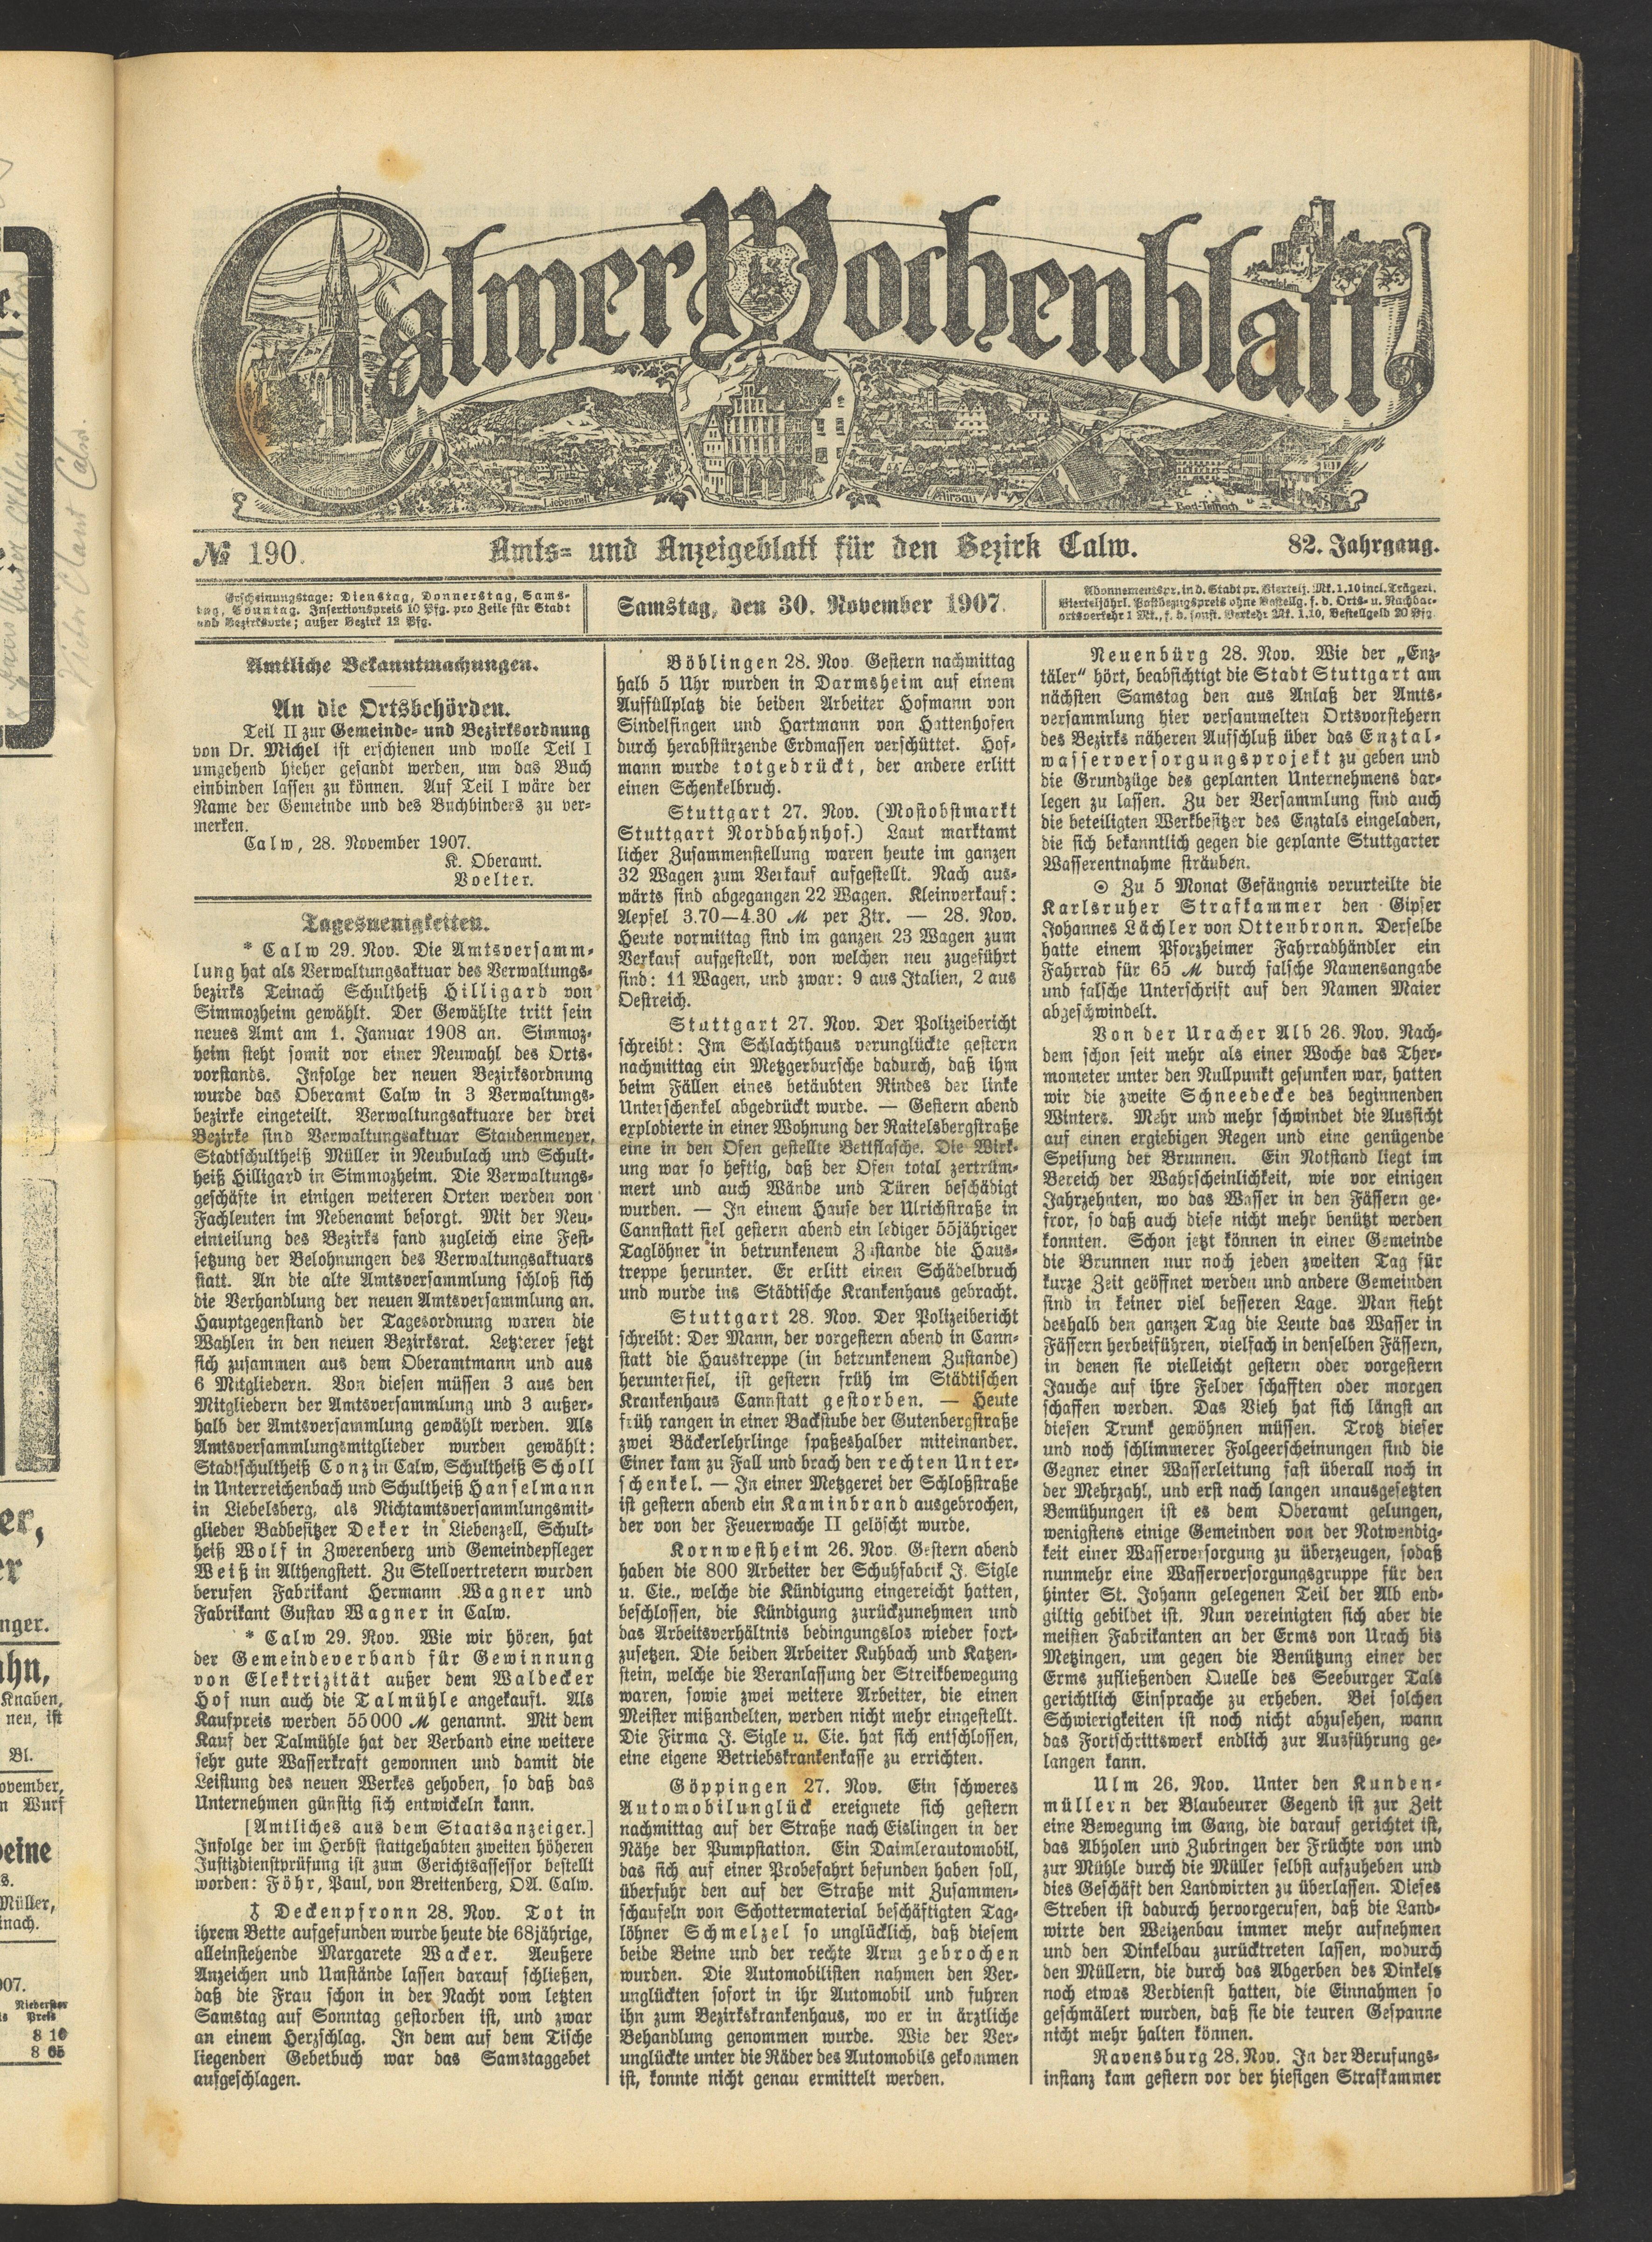 Calmer Wochenblatt
Liebenzell
Hirsau
Bad-Teinach
№ 190.
Amts- und Anzeigeblatt für den Bezirk Calw.
82. Jahrgang.
Erscheinungstage: Dienstag, Donnerstag, Sams-
tag, Sonntag. Insertionspreis 10 Pfg. pro Zeile für Stadt
und Bezirksorte; außer Bezirk 12 Pfg.
Samstag, den 30. November 1907.
Abonnementspr. in d. Stadt pr. Viertelj. Mk. 1.10 incl. Trägerl.
Vierteljährl. Postbezugspreis ohne Bestellg. f. d. Orts- u. Nachbar-
ortsverkehr 1 Mk., f. d. sonst. Verkehr Mk. 1.10, Bestellgeld 20 Pfg.
Amtliche Bekanntmachungen.
An die Ortsbehörden.
Teil II zur Gemeinde- und Bezirksordnung
von Dr. Michel ist erschienen und wolle Teil I
umgehend hieher gesandt werden, um das Buch
einbinden lassen zu können. Auf Teil I wäre der
Name der Gemeinde und des Buchbinders zu ver-
merken.
Calw, 28. November 1907.
K. Oberamt.
Voelter.
Tagesneuigkeiten.
* Calw 29. Nov. Die Amtsversamm-
lung hat als Verwaltungsaktuar des Verwaltungs-
bezirks Teinach Schultheiß Hilligard von
Simmozheim gewählt. Der Gewählte tritt sein
neues Amt am 1. Januar 1908 an. Simmoz-
heim steht somit vor einer Neuwahl des Orts-
vorstands. Infolge der neuen Bezirksordnung
wurde das Oberamt Calw in 3 Verwaltungs-
bezirke eingeteilt. Verwaltungsaktuare der drei
Bezirke sind Verwaltungsaktuar Staudenmeyer,
Stadtschultheiß Müller in Neubulach und Schult-
heiß Hilligard in Simmozheim. Die Verwaltungs-
geschäfte in einigen weiteren Orten werden von
Fachleuten im Nebenamt besorgt. Mit der Neu-
einteilung des Bezirks fand zugleich eine Fest-
setzung der Belohnungen des Verwaltungsaktuars
statt. An die alte Amtsversammlung schloß sich
die Verhandlung der neuen Amtsversammlung an.
Hauptgegenstand der Tagesordnung waren die
Wahlen in den neuen Bezirksrat. Letzterer setzt
sich zusammen aus dem Oberamtmann und aus
6 Mitgliedern. Von diesen müssen 3 aus den
Mitgliedern der Amtsversammlung und 3 außer-
halb der Amtsversammlung gewählt werden. Als
Amtsversammlungsmitglieder wurden gewählt:
Stadtschultheiß Conz in Calw, Schultheiß Scholl
in Unterreichenbach und Schultheiß Hanselmann
in Liebelsberg, als Nichtamtsversammlungsmit-
glieder Badbesitzer Deker in Liebenzell, Schult-
heiß Wolf in Zwerenberg und Gemeindepfleger
Weiß in Althengstett. Zu Stellvertretern wurden
berufen Fabrikant Hermann Wagner und
Fabrikant Gustav Wagner in Calw.
* Calw 29. Nov. Wie wir hören, hat
der Gemeindeverband für Gewinnung
von Elektrizität außer dem Waldecker
Hof nun auch die Talmühle angekauft. Als
Kaufpreis werden 55000 M genannt. Mit dem
Kauf der Talmühle hat der Verband eine weitere
sehr gute Wasserkraft gewonnen und damit die
Leistung des neuen Werkes gehoben, so daß das
Unternehmen günstig sich entwickeln kann.
[Amtliches aus dem Staatsanzeiger.]
Infolge der im Herbst stattgehabten zweiten höheren
Justizdienstprüfung ist zum Gerichtsassessor bestellt
worden: Föhr, Paul, von Breitenberg, OA. Calw.
‡ Deckenpfronn 28. Nov. Tot in
ihrem Bette aufgefunden wurde heute die 68jährige,
alleinstehende Margarete Wacker. Aeußere
Anzeichen und Umstände lassen darauf schließen,
daß die Frau schon in der Nacht vom letzten
Samstag auf Sonntag gestorben ist, und zwar
an einem Herzschlag. In dem auf dem Tische
liegenden Gebetbuch war das Samstaggebet
aufgeschlagen.
Böblingen 28. Nov. Gestern nachmittag
halb 5 Uhr wurden in Darmsheim auf einem
Auffüllplatz die beiden Arbeiter Hofmann von
Sindelfingen und Hartmann von Hattenhofen
durch herabstürzende Erdmassen verschüttet. Hof-
mann wurde totgedrückt, der andere erlitt
einen Schenkelbruch.
Stuttgart 27. Nov. (Mostobstmarkt
Stuttgart Nordbahnhof.) Laut marktamt
licher Zusammenstellung waren heute im ganzen
32 Wagen zum Verkauf aufgestellt. Nach aus-
wärts sind abgegangen 22 Wagen. Kleinverkauf:
Aepfel 3.70—4.30 M per Ztr. — 28. Nov.
Heute vormittag sind im ganzen 23 Wagen zum
Verkauf aufgestellt, von welchen neu zugeführt
sind: 11 Wagen, und zwar: 9 aus Italien, 2 aus
Oestreich.
Stuttgart 27. Nov. Der Polizeibericht
schreibt: Im Schlachthaus verunglückte gestern
nachmittag ein Metzgerbursche dadurch, daß ihm
beim Fällen eines betäubten Rindes der linke
Unterschenkel abgedrückt wurde. — Gestern abend
explodierte in einer Wohnung der Raitelsbergstraße
eine in den Ofen gestellte Bettflasche. Die Wirk-
ung war so heftig, daß der Ofen total zertrüm-
mert und auch Wände und Türen beschädigt
wurden. — In einem Hause der Ulrichstraße in
Cannstatt fiel gestern abend ein lediger 55jähriger
Taglöhner in betrunkenem Zustande die Haus-
treppe herunter. Er erlitt einen Schädelbruch
und wurde ins Städtische Krankenhaus gebracht.
Stuttgart 28. Nov. Der Polizeibericht
schreibt: Der Mann, der vorgestern abend in Cann-
statt die Haustreppe (in betrunkenem Zustande)
herunterfiel, ist gestern früh im Städtischen
Krankenhaus Cannstatt gestorben. — Heute
früh rangen in einer Backstube der Gutenbergstraße
zwei Bäckerlehrlinge spaßeshalber miteinander.
Einer kam zu Fall und brach den rechten Unter-
schenkel. — In einer Metzgerei der Schloßstraße
ist gestern abend ein Kaminbrand ausgebrochen,
der von der Feuerwache II gelöscht wurde.
Kornwestheim 26. Nov. Gestern abend
haben die 800 Arbeiter der Schuhfabrik J. Sigle
u. Cie., welche die Kündigung eingereicht hatten,
beschlossen, die Kündigung zurückzunehmen und
das Arbeitsverhältnis bedingungslos wieder fort-
zusetzen. Die beiden Arbeiter Kuhbach und Katzen-
stein, welche die Veranlassung der Streikbewegung
waren, sowie zwei weitere Arbeiter, die einen
Meister mißandelten, werden nicht mehr eingestellt.
Die Firma J. Sigle u. Cie. hat sich entschlossen,
eine eigene Betriebskrankenkasse zu errichten.
Göppingen 27. Nov. Ein schweres
Automobilunglück ereignete sich gestern
nachmittag auf der Straße nach Eislingen in der
Nähe der Pumpstation. Ein Daimlerautomobil,
das sich auf einer Probefahrt befunden haben soll,
überfuhr den auf der Straße mit Zusammen-
schaufeln von Schottermaterial beschäftigten Tag-
löhner Schmelzel so unglücklich, daß diesem
beide Beine und der rechte Arm gebrochen
wurden. Die Automobilisten nahmen den Ver-
unglückten sofort in ihr Automobil und fuhren
ihn zum Bezirkskrankenhaus, wo er in ärztliche
Behandlung genommen wurde. Wie der Ver-
unglückte unter die Räder des Automobils gekommen
ist, konnte nicht genau ermittelt werden.
Neuenbürg 28. Nov. Wie der „Enz-
täler“ hört, beabsichtigt die Stadt Stuttgart am
nächsten Samstag den aus Anlaß der Amts-
versammlung hier versammelten Ortsvorstehern
des Bezirks näheren Aufschluß über das Enztal-
wasserversorgungsprojekt zu geben und
die Grundzüge des geplanten Unternehmens dar-
legen zu lassen. Zu der Versammlung sind auch
die beteiligten Werkbesitzer des Enztals eingeladen,
die sich bekanntlich gegen die geplante Stuttgarter
Wasserentnahme sträuben.
⊙ Zu 5 Monat Gefängnis verurteilte die
Karlsruher Strafkammer den Gipser
Johannes Lächler von Ottenbronn. Derselbe
hatte einem Pforzheimer Fahrradhändler ein
Fahrrad für 65 M durch falsche Namensangabe
und falsche Unterschrift auf den Namen Maier
abgeschwindelt.
Von der Uracher Alb 26. Nov. Nach-
dem schon seit mehr als einer Woche das Ther-
mometer unter den Nullpunkt gesunken war, hatten
wir die zweite Schneedecke des beginnenden
Winters. Mehr und mehr schwindet die Aussicht
auf einen ergiebigen Regen und eine genügende
Speisung der Brunnen. Ein Notstand liegt im
Bereich der Wahrscheinlichkeit, wie vor einigen
Jahrzehnten, wo das Wasser in den Fässern ge-
fror, so daß auch diese nicht mehr benützt werden
konnten. Schon jetzt können in einer Gemeinde
die Brunnen nur noch jeden zweiten Tag für
kurze Zeit geöffnet werden und andere Gemeinden
sind in keiner viel besseren Lage. Man sieht
deshalb den ganzen Tag die Leute das Wasser in
Fässern herbeiführen, vielfach in denselben Fässern,
in denen sie vielleicht gestern oder vorgestern
Jauche auf ihre Felder schafften oder morgen
schaffen werden. Das Vieh hat sich längst an
diesen Trunk gewöhnen müssen. Trotz dieser
und noch schlimmerer Folgeerscheinungen sind die
Gegner einer Wasserleitung fast überall noch in
der Mehrzahl, und erst nach langen unausgesetzten
Bemühungen ist es dem Oberamt gelungen,
wenigstens einige Gemeinden von der Notwendig-
keit einer Wasserversorgung zu überzeugen, sodaß
nunmehr eine Wasserversorgungsgruppe für den
hinter St. Johann gelegenen Teil der Alb end-
giltig gebildet ist. Nun vereinigten sich aber die
meisten Fabrikanten an der Erms von Urach bis
Metzingen, um gegen die Benützung einer der
Erms zufließenden Quelle des Seeburger Tals
gerichtlich Einsprache zu erheben. Bei solchen
Schwierigkeiten ist noch nicht abzusehen, wann
das Fortschrittswerk endlich zur Ausführung ge-
langen kann.
Ulm 26. Nov. Unter den Kunden-
müllern der Blaubeurer Gegend ist zur Zeit
eine Bewegung im Gang, die darauf gerichtet ist,
das Abholen und Zubringen der Früchte von und
zur Mühle durch die Müller selbst aufzuheben und
dies Geschäft den Landwirten zu überlassen. Dieses
Streben ist dadurch hervorgerufen, daß die Land-
wirte den Weizenbau immer mehr aufnehmen
und den Dinkelbau zurücktreten lassen, wodurch
den Müllern, die durch das Abgerben des Dinkels
noch etwas Verdienst hatten, die Einnahmen so
geschmälert wurden, daß sie die teuren Gespanne
nicht mehr halten können.
Ravensburg 28. Nov. In der Berufungs-
instanz kam gestern vor der hiesigen Strafkammer